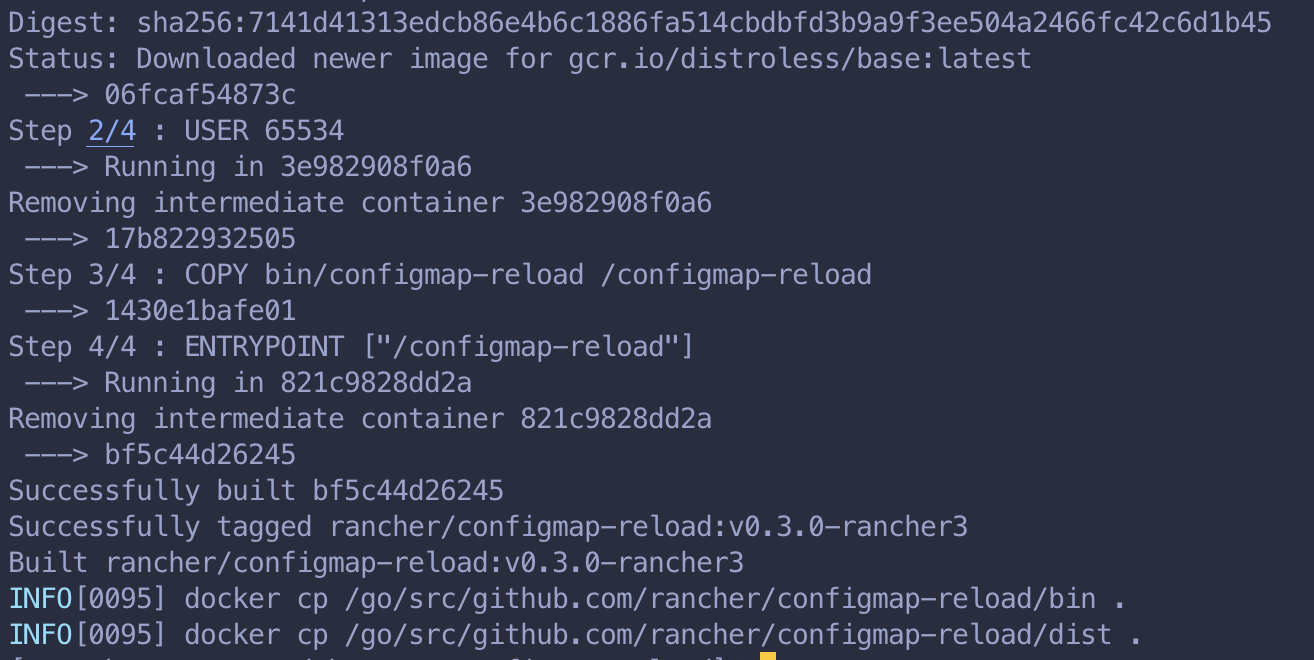 Digest: sha256:7141d41313edcb86e4b6c1886fa514cbdbfd3b9a9f3ee504a2466fc42c6d1b45
Status: Downloaded newer image for gcr.io/distroless/base:latest
 ---> 06fcaf54873c
Step 2/4 : USER 65534
 ---> Running in 3e982908f0a6
Removing intermediate container 3e982908f0a6
 ---> 17b822932505
Step 3/4 : COPY bin/configmap-reload /configmap-reload
 ---> 1430e1bafe01
Step 4/4 : ENTRYPOINT ["/configmap-reload"]
 ---> Running in 821c9828dd2a
Removing intermediate container 821c9828dd2a
 ---> bf5c44d26245
Successfully built bf5c44d26245
Successfully tagged rancher/configmap-reload:v0.3.0-rancher3
Built rancher/configmap-reload:v0.3.0-rancher3
INFO[0095] docker cp /go/src/github.com/rancher/configmap-reload/bin .
INFO[0095] docker cp /go/src/github.com/rancher/configmap-reload/dist .